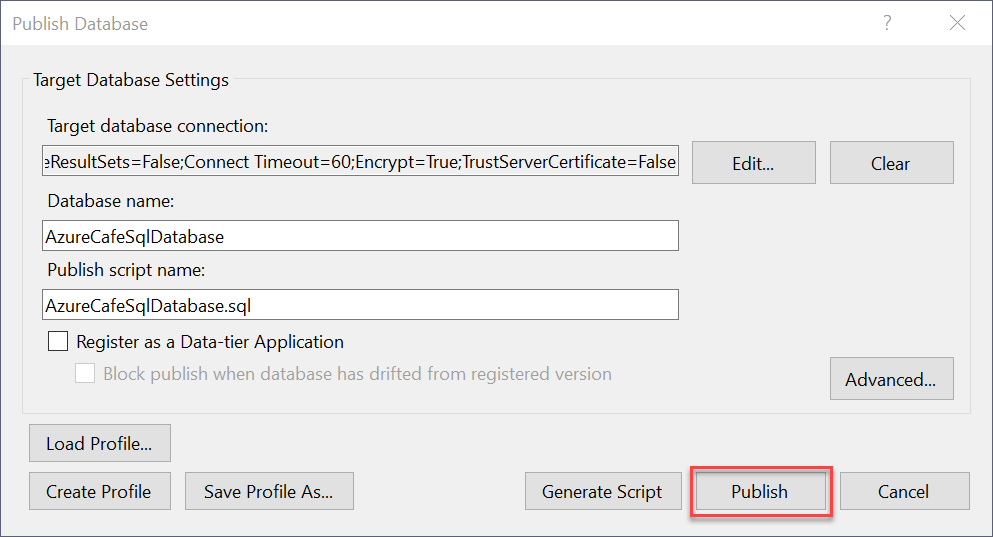 Publish Database
?
Target Database Settings
Target database connection:
eResultSets=False;Connect Timeout=60;Encrypt=True;TrustServerCertificate=False
Edit...
Clear
Database name:
AzureCafeSqlDatabase
Publish script name:
AzureCafeSqlDatabase.sql
Register as a Data-tier Application
Block publish when database has drifted from registered version
Advanced...
Load Profile...
Create Profile
Save Profile As...
Generate Script
Publish
Cancel